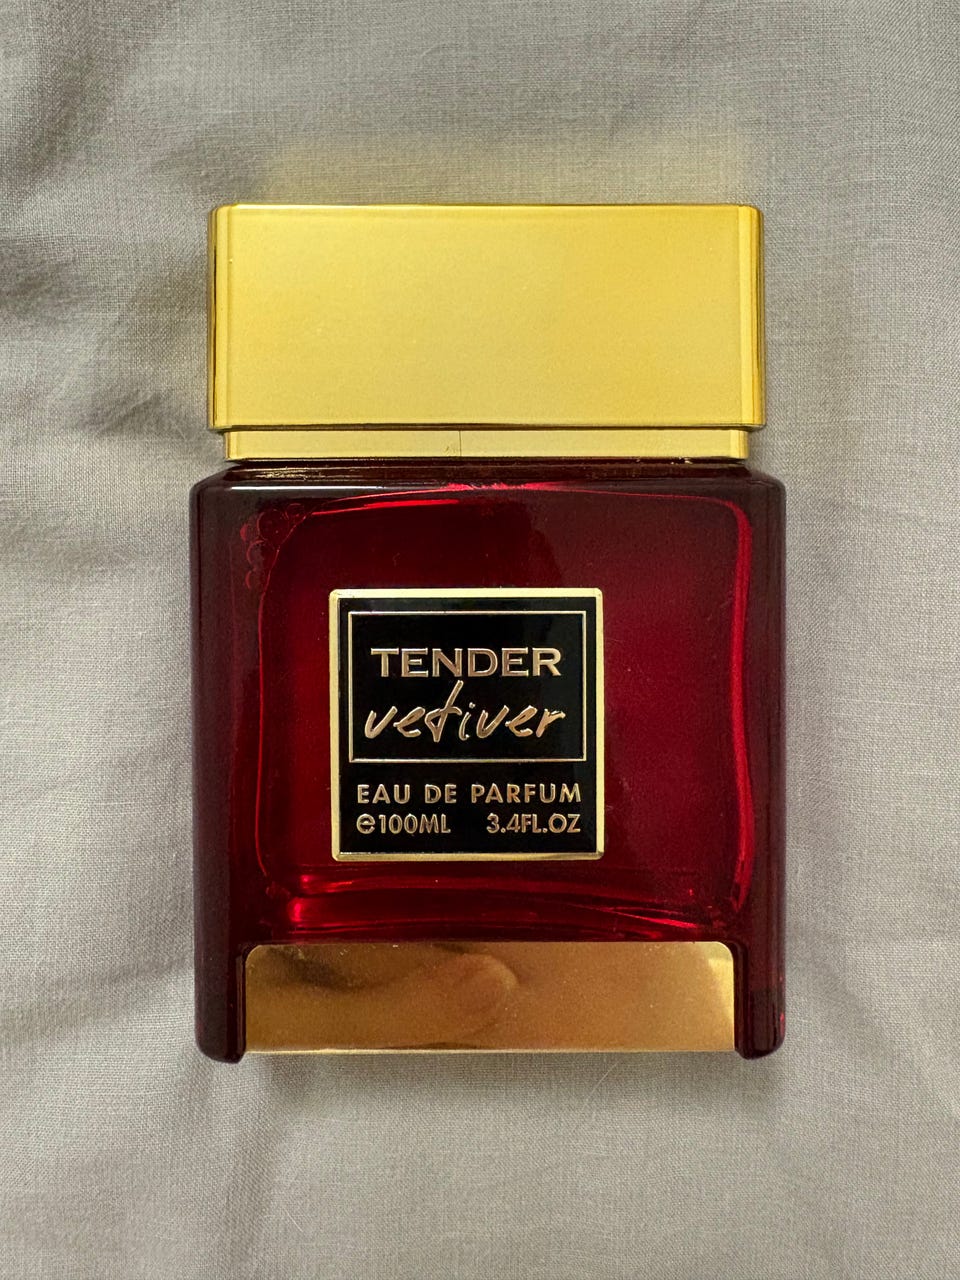 TENDER
vetiver
EAU DE PARFUM
℮100ML 3.4FL.OZ